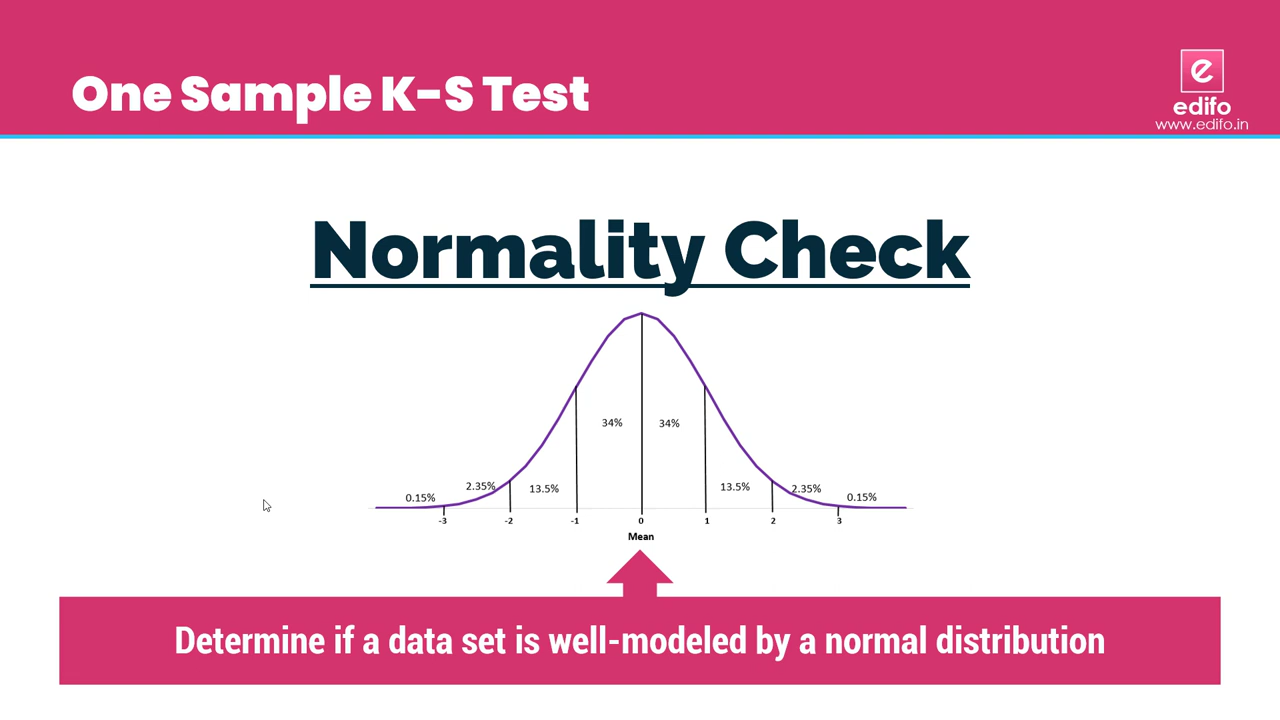 One Sample K-S Test
e
edifo
www.edifo.in
Normality Check
34% 34%
0.15% 2.35% 13.5% 13.5% 2.35% 0.15%
-3 -2 -1 0 1 2 3
Mean
Determine if a data set is well-modeled by a normal distribution